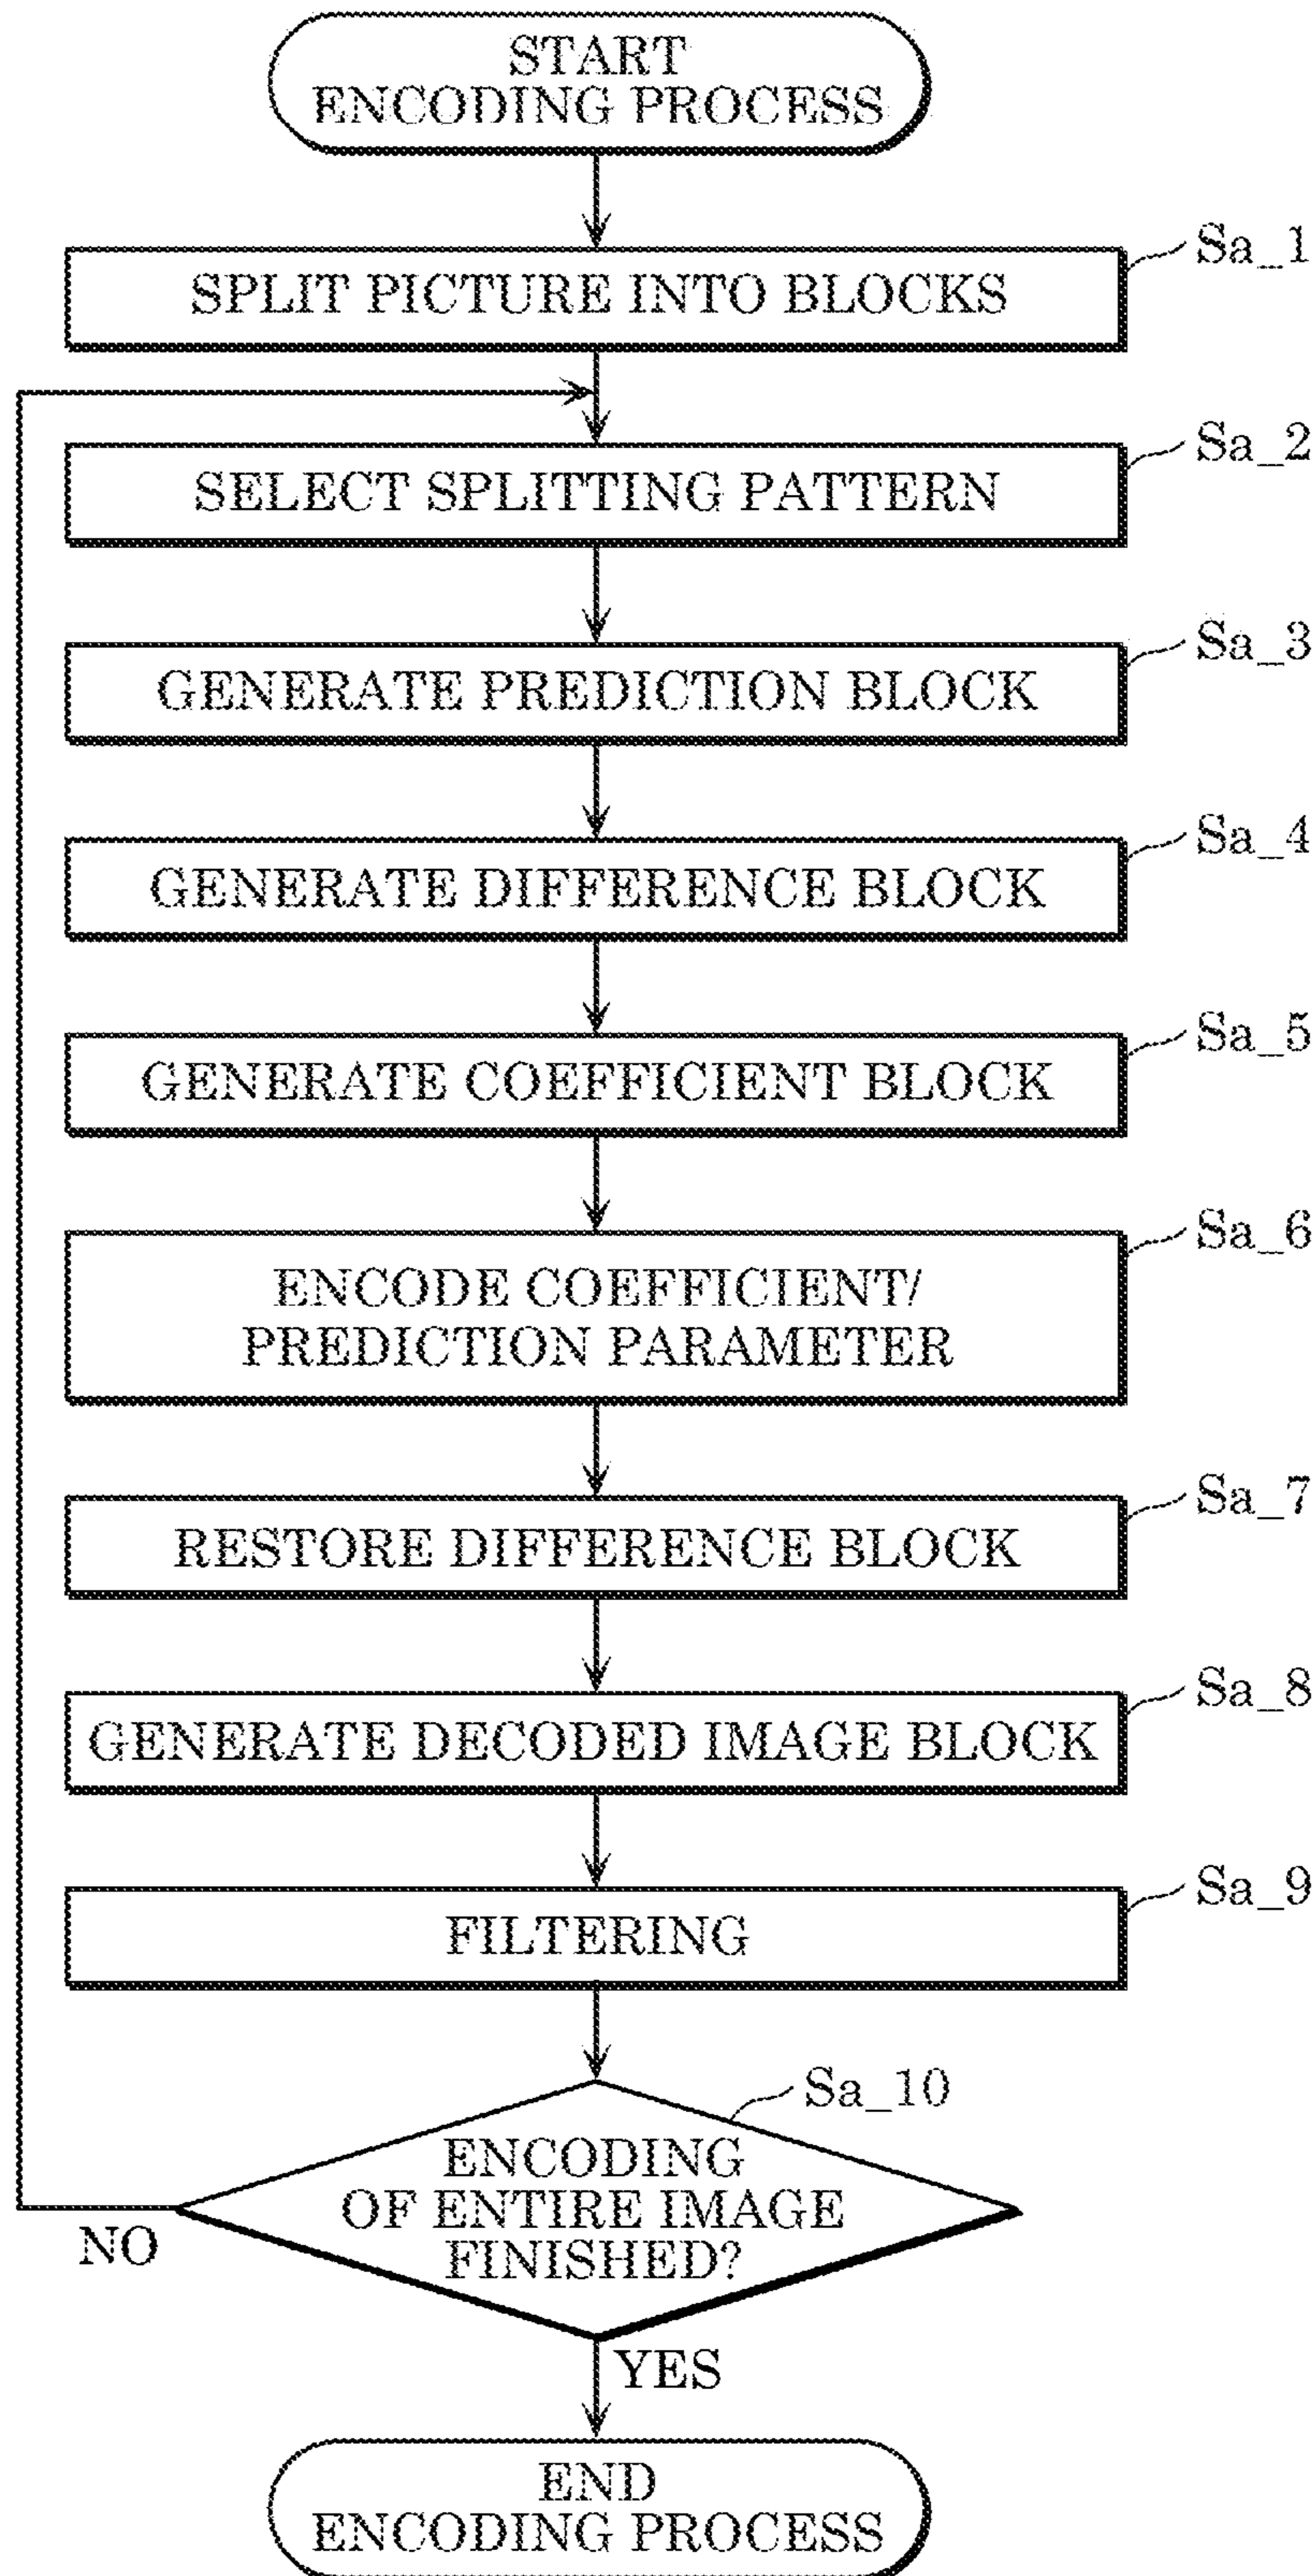 START
ENCODING PROCESS
Sa_1
SPLIT PICTURE INTO BLOCKS
Sa_2
SELECT SPLITTING PATTERN
Sa_3
GENERATE PREDICTION BLOCK
Sa_4
GENERATE DIFFERENCE BLOCK
Sa_5
GENERATE COEFFICIENT BLOCK
Sa_6
ENCODE COEFFICIENT/
PREDICTION PARAMETER
Sa_7
RESTORE DIFFERENCE BLOCK
Sa_8
GENERATE DECODED IMAGE BLOCK
Sa_9
FILTERING
Sa_10
ENCODING
OF ENTIRE IMAGE
FINISHED?
NO
YES
END
ENCODING PROCESS